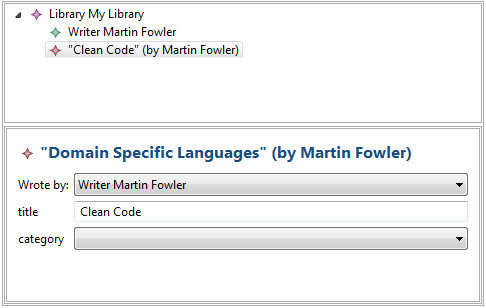 Library My Library
Writer Martin Fowler
"Clean Code" (by Martin Fowler)
"Domain Specific Languages" (by Martin Fowler)
Wrote by: Writer Martin Fowler
title Clean Code
category